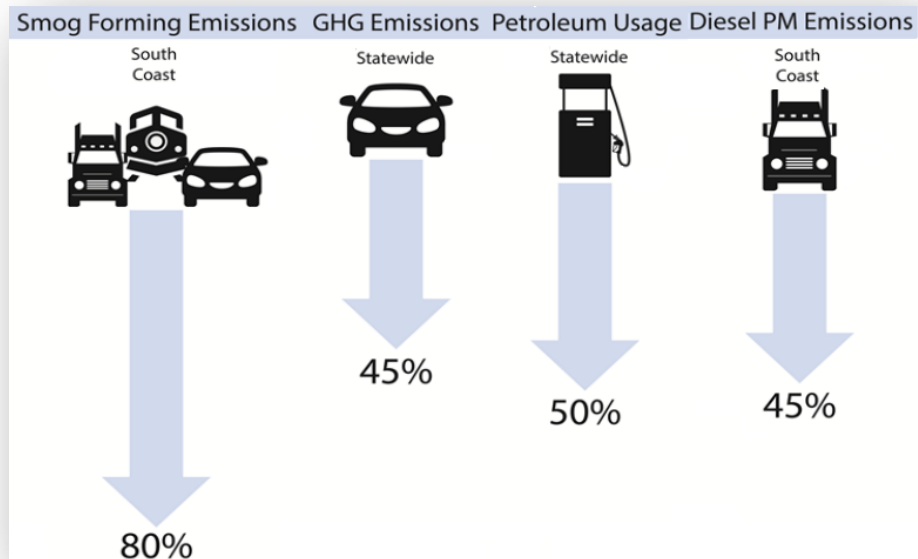 Smog Forming Emissions
South
Coast
80%
GHG Emissions
Statewide
45%
Petroleum Usage
Statewide
50%
Diesel PM Emissions
South
Coast
45%